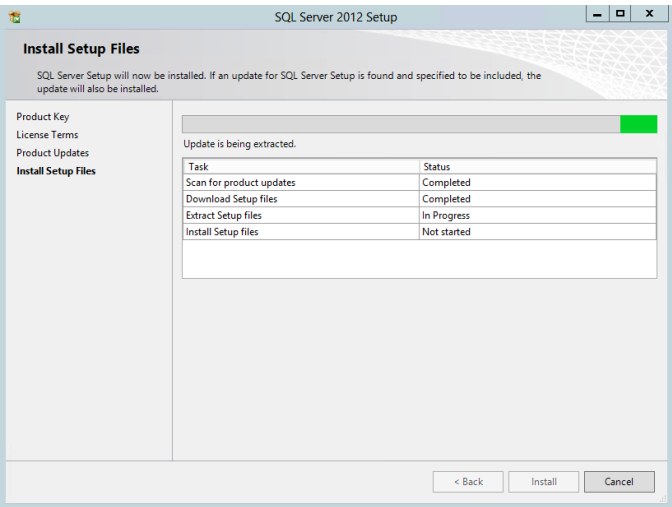 SQL Server 2012 Setup
Install Setup Files
SQL Server Setup will now be installed. If an update for SQL Server Setup is found and specified to be included, the
update will also be installed.
Product Key
License Terms
Product Updates
Install Setup Files
Update is being extracted.
Task Status
Scan for product updates Completed
Download Setup files Completed
Extract Setup files In Progress
Install Setup files Not started
< Back Install Cancel